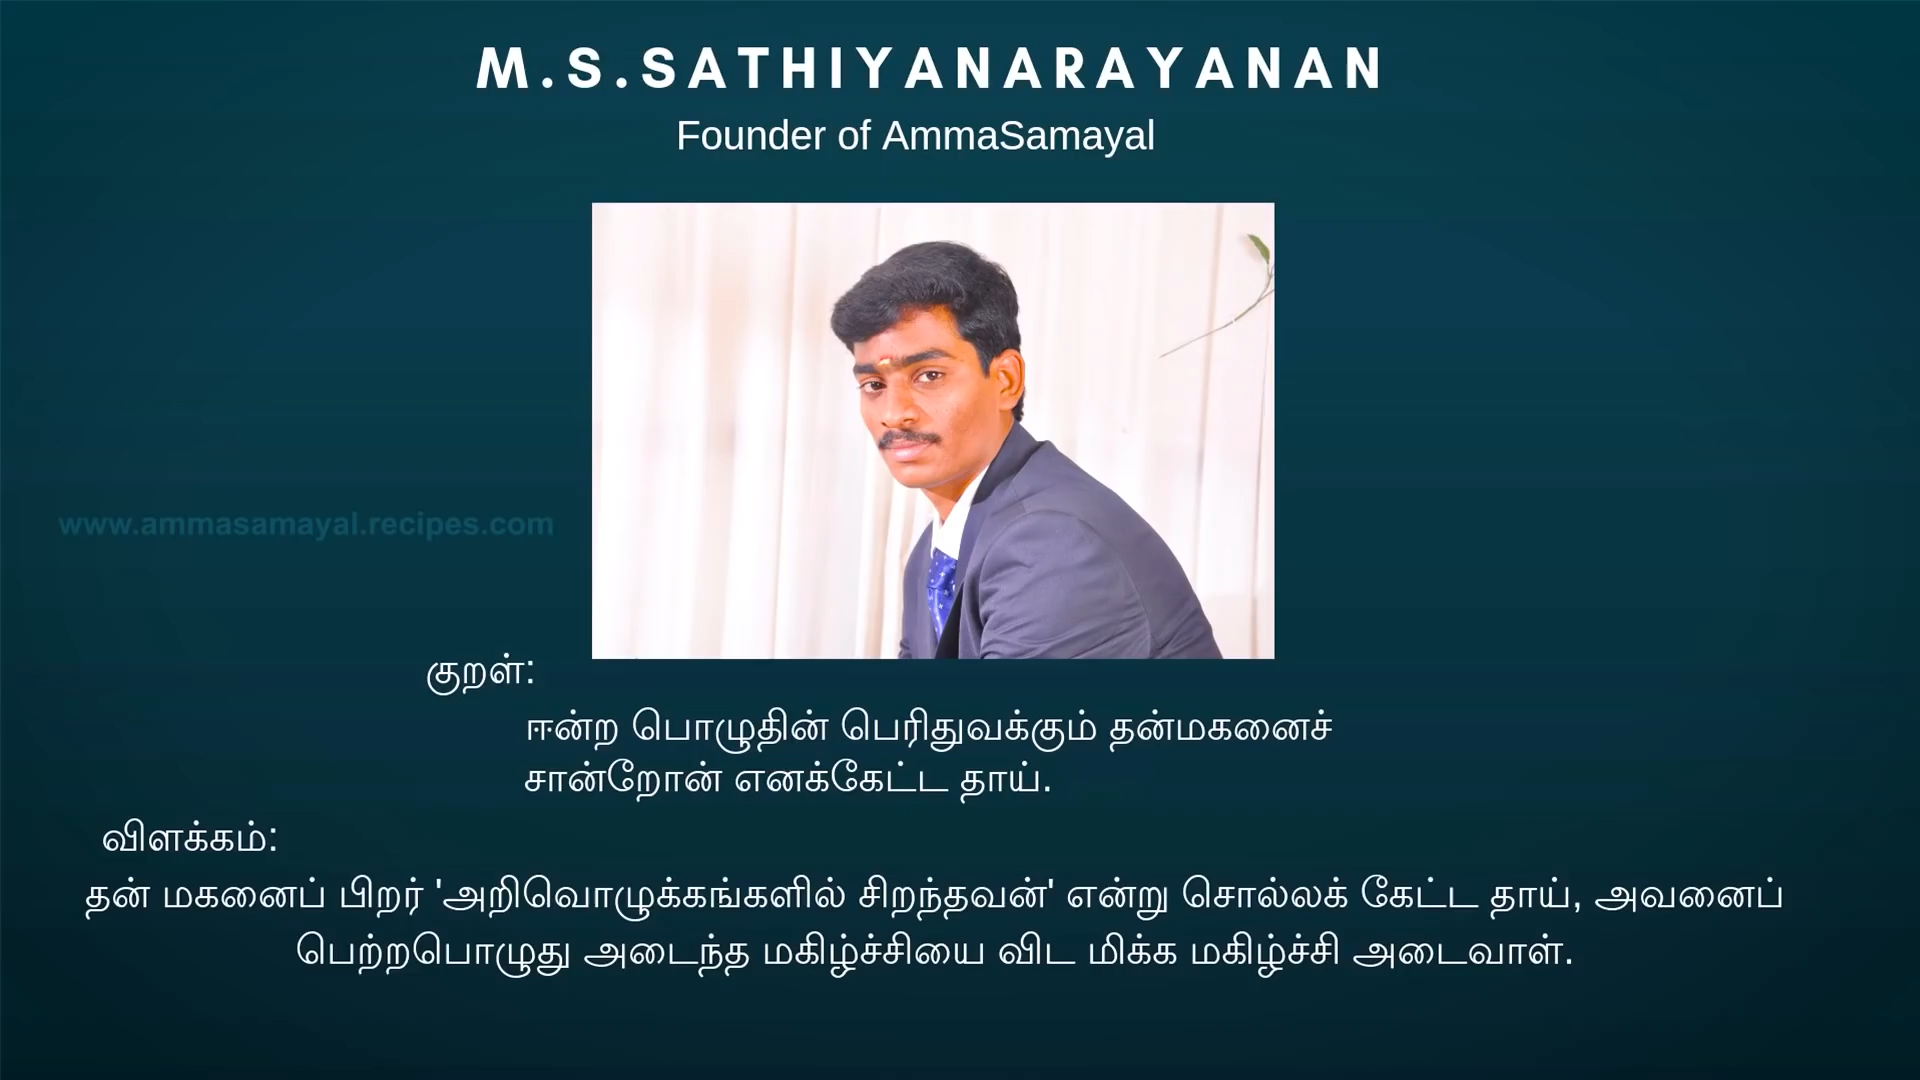 M.S.SATHIYANARAYANAN
Founder of AmmaSamayal
www.ammasamayal.recipes.com
குறள்:
ஈன்ற பொழுதின் பெரிதுவக்கும் தன்மகனைச்
சான்றோன் எனக்கேட்ட தாய்.
விளக்கம்:
தன் மகனைப் பிறர் 'அறிவொழுக்கங்களில் சிறந்தவன்' என்று சொல்லக் கேட்ட தாய், அவனைப்
பெற்றபொழுது அடைந்த மகிழ்ச்சியை விட மிக்க மகிழ்ச்சி அடைவாள்.